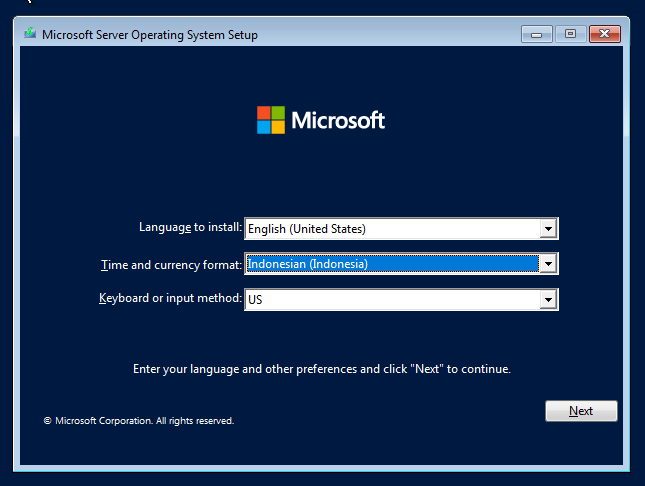 Microsoft Server Operating System Setup
Microsoft
Language to install: English (United States)
Time and currency format: Indonesian (Indonesia)
Keyboard or input method: US
Enter your language and other preferences and click "Next" to continue.
Next
© Microsoft Corporation. All rights reserved.